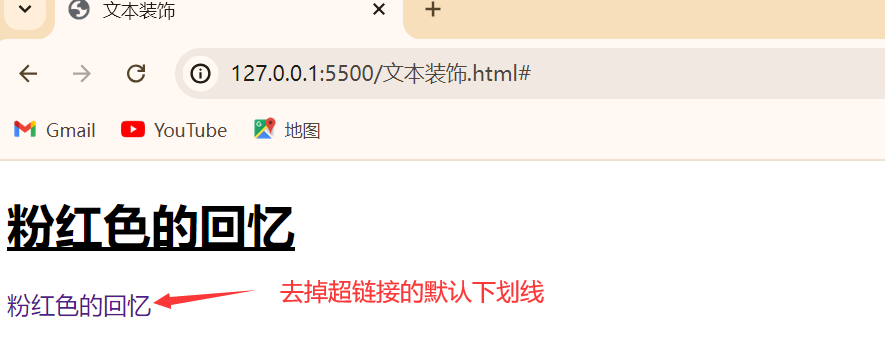 文本装饰
127.0.0.1:5500/文本装饰.html#
Gmail YouTube 地图
粉红色的回忆
粉红色的回忆 去掉超链接的默认下划线